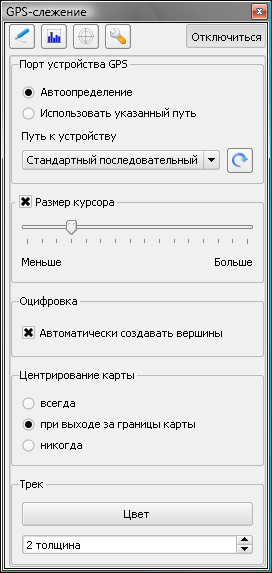 GPS-слежение
Отключиться
Порт устройства GPS
Автоопределение
Использовать указанный путь
Путь к устройству
Стандартный последовательный
Размер курсора
Меньше
Больше
Оцифровка
Автоматически создавать вершины
Центрирование карты
всегда
при выходе за границы карты
никогда
Трек
Цвет
2 толщина